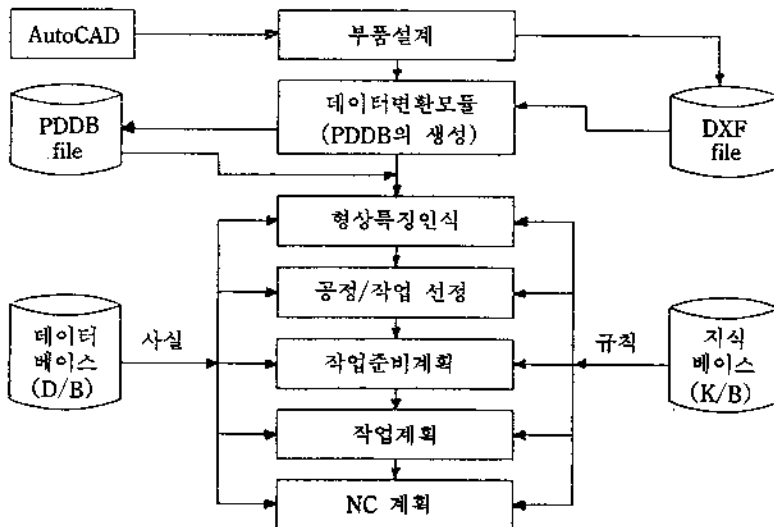 AutoCAD
부품설계
PDDB
file
데이터변환모듈
(PDDB의 생성)
DXF
file
형상특징인식
공정/작업 선정
데이터
베이스
(D/B)
사실
작업준비계획
규칙
지식
베이스
(K/B)
작업계획
NC 계획